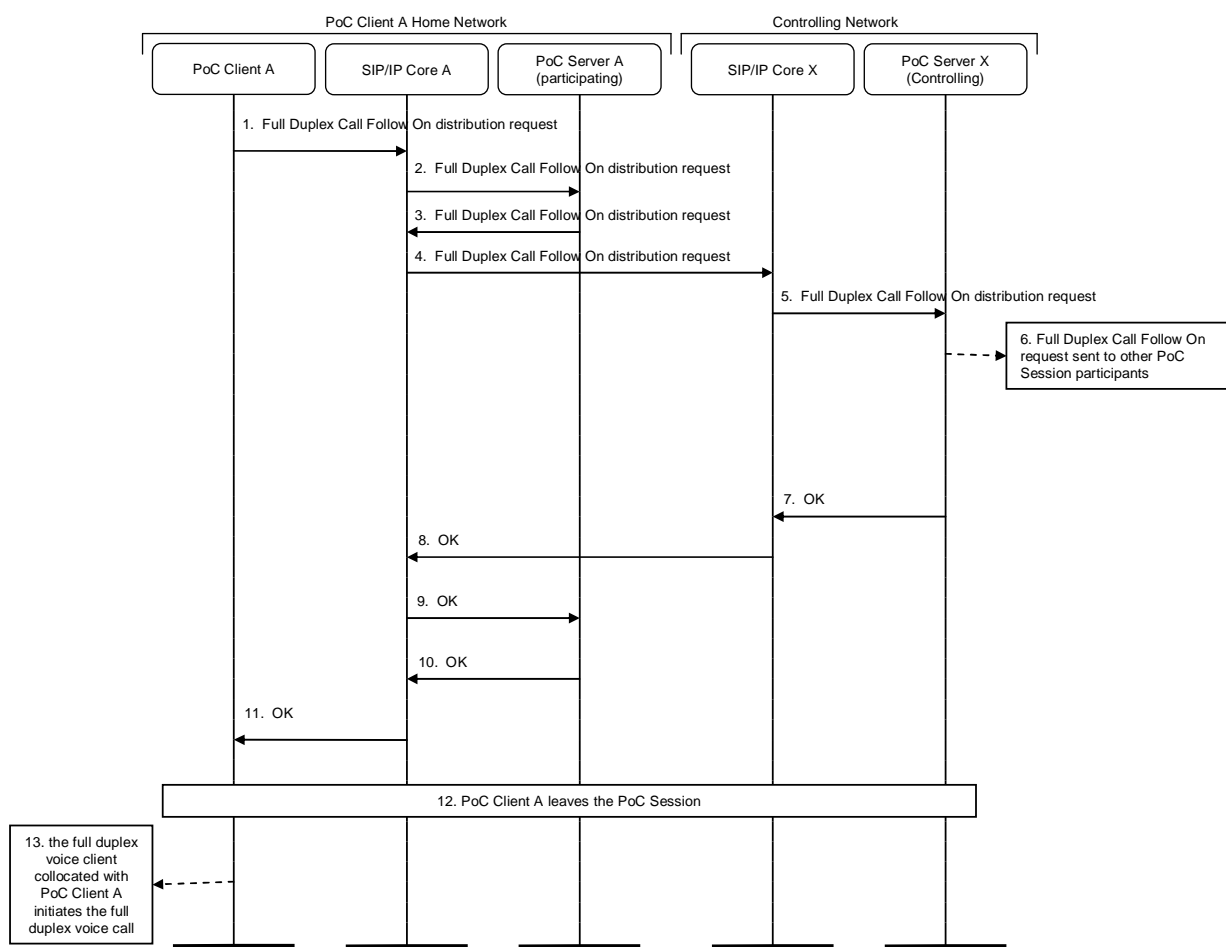 PoC Client A Home Network
Controlling Network
PoC Client A
SIP/IP Core A
PoC Server A
(participating)
SIP/IP Core X
PoC Server X
(Controlling)
1. Full Duplex Call Follow On distribution request
2. Full Duplex Call Follow On distribution request
3. Full Duplex Call Follow On distribution request
4. Full Duplex Call Follow On distribution request
5. Full Duplex Call Follow On distribution request
6. Full Duplex Call Follow On
request sent to other PoC
Session participants
7. OK
8. OK
9. OK
10. OK
11. OK
12. PoC Client A leaves the PoC Session
13. the full duplex
voice client
collocated with
PoC Client A
initiates the full
duplex voice call